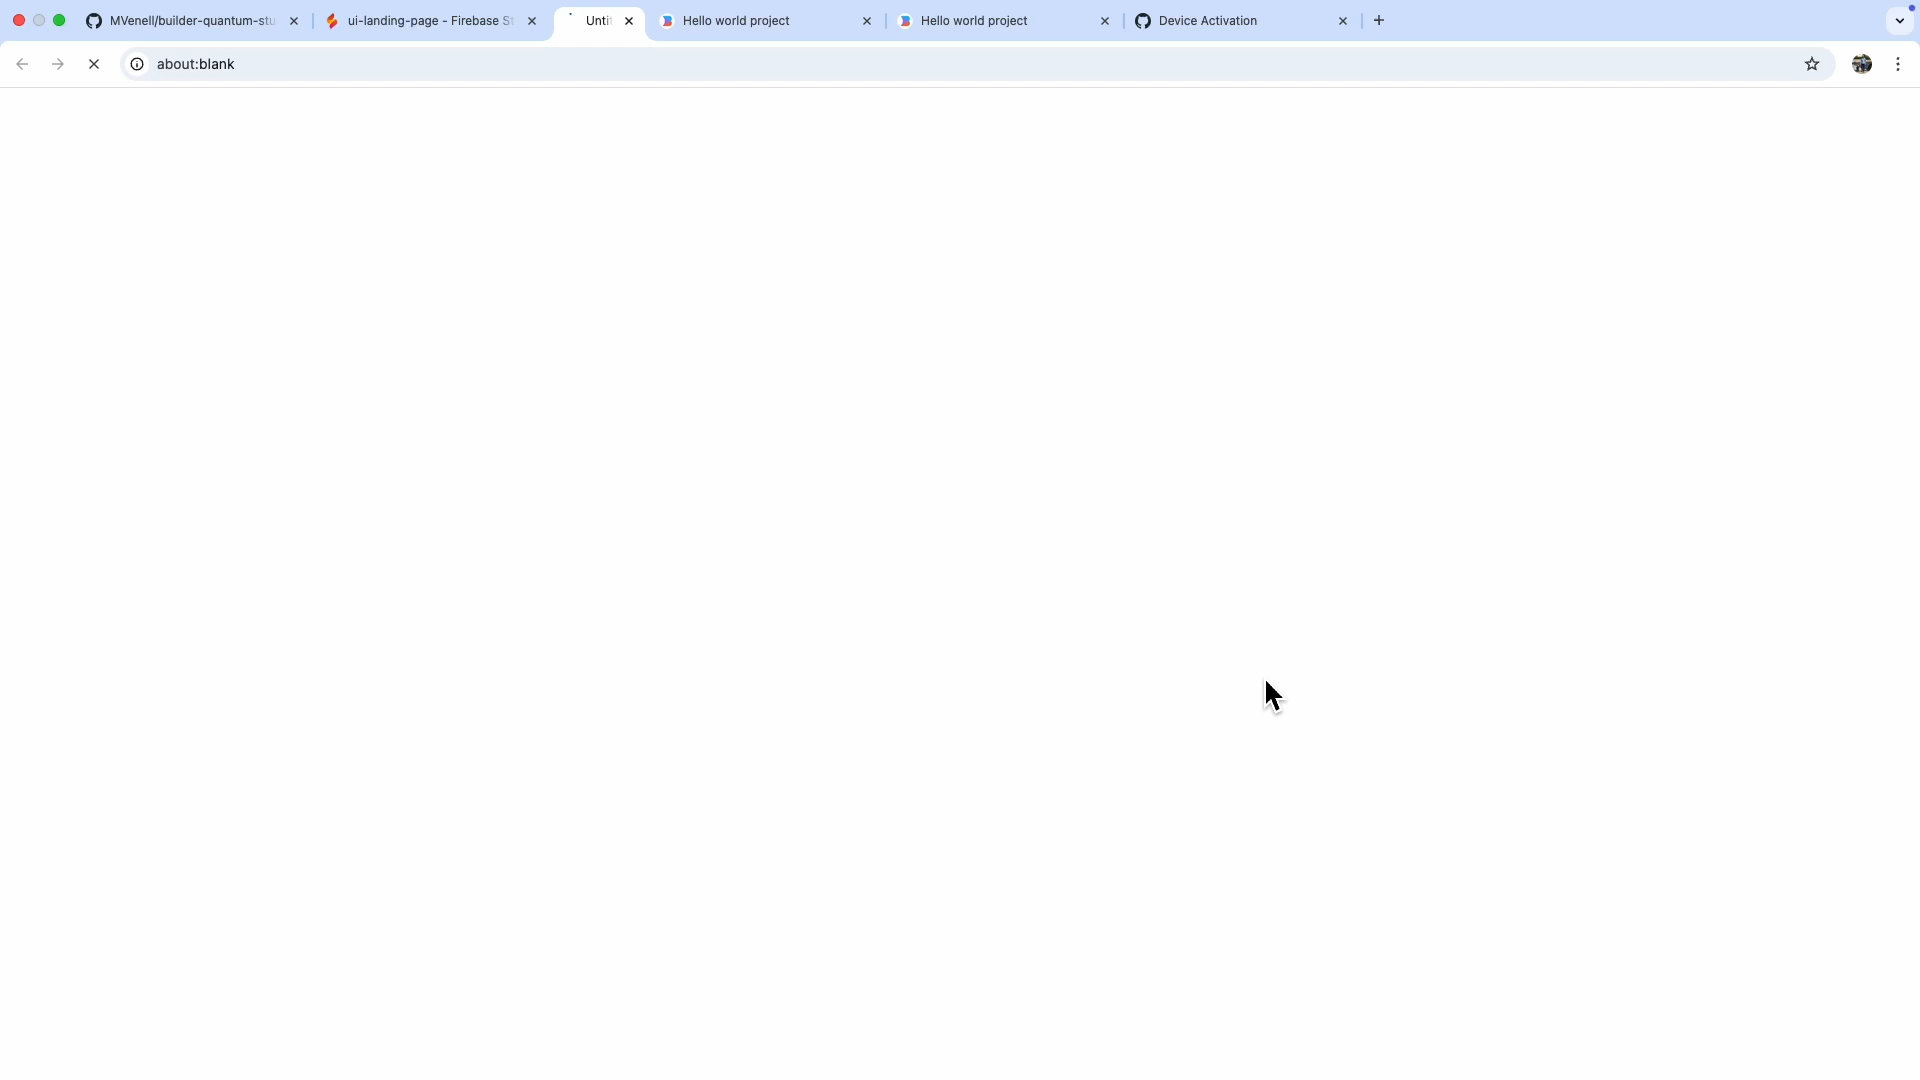 MVenell/builder-quantum-stu
ui-landing-page - Firebase St
Unti
Hello world project
Hello world project
Device Activation
about:blank